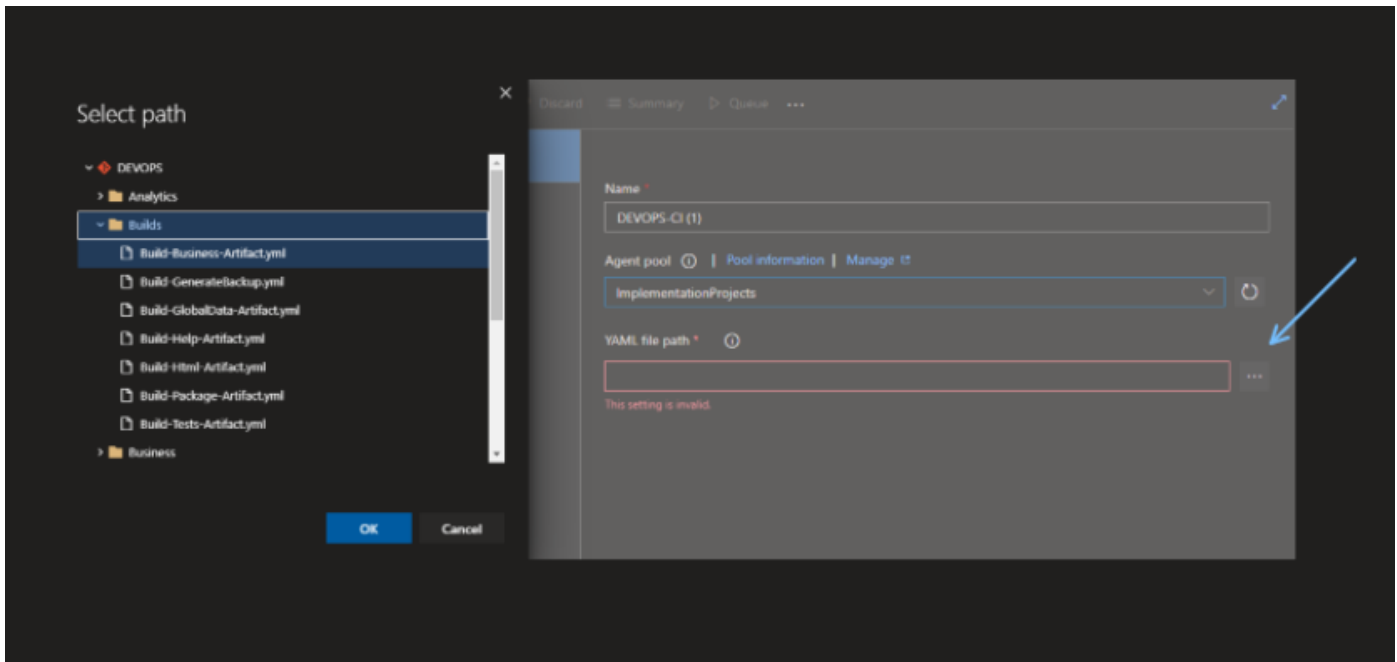 Select path
DEVOPS
Analytics
Builds
Build-Business-Artifact.yml
Build-GenerateBackup.yml
Build-GlobalData-Artifact.yml
Build-Help-Artifact.yml
Build-Html-Artifact.yml
Build-Package-Artifact.yml
Build-Tests-Artifact.yml
Business
OK Cancel
Discard Summary Queue ...
Name *
DEVOPS-CI (1)
Agent pool | Pool information | Manage
ImplementationProjects
YAML file path *
This setting is invalid.